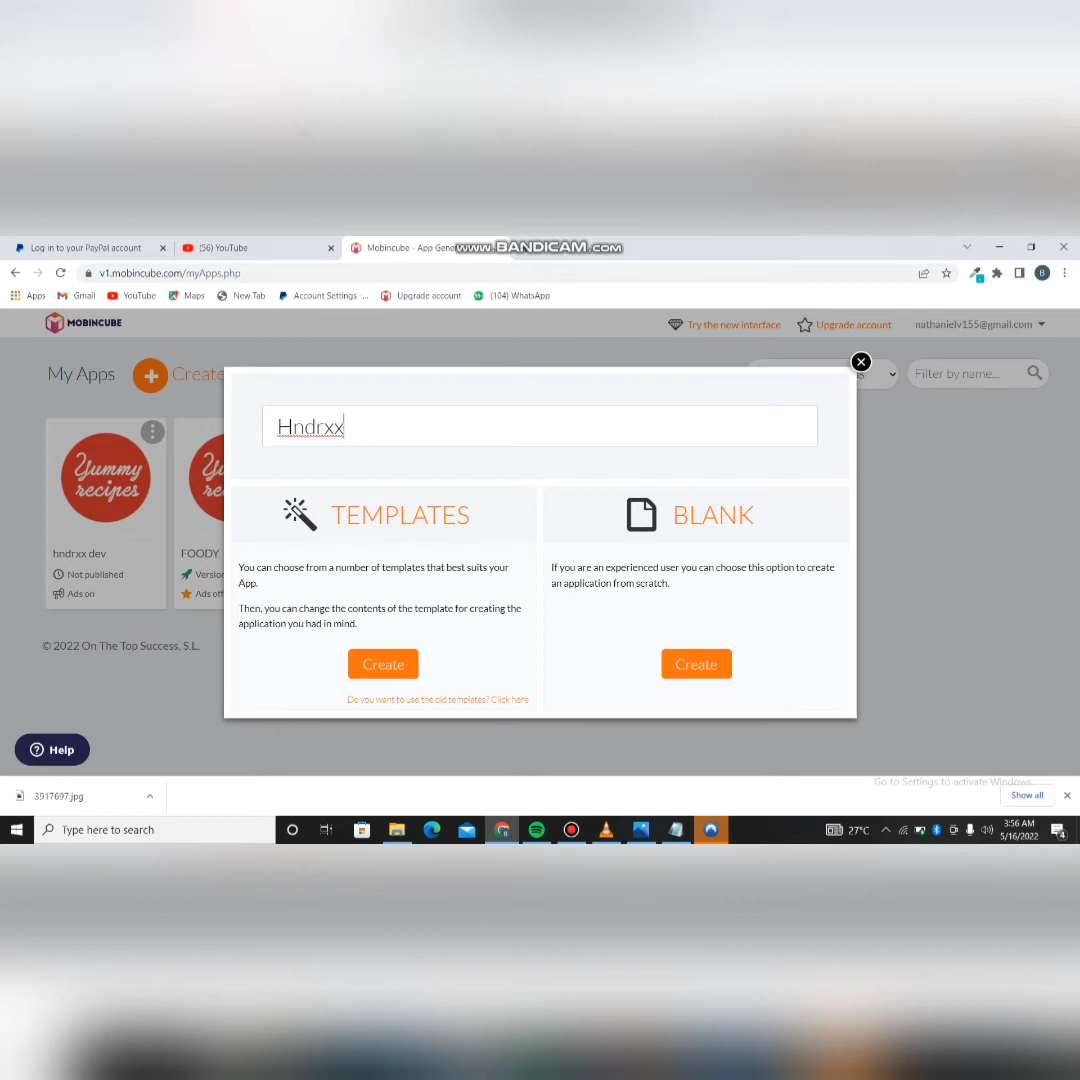 Log in to your PayPal account
(56) YouTube
Mobincube - App Gene
www.BANDICAM.com
v1.mobincube.com/myApps.php
B
Apps
Gmail
YouTube
Maps
New Tab
Account Settings - ...
Upgrade account
(104) WhatsApp
MOBINCUBE
Try the new interface
Upgrade account
nathanielv155@gmail.com
My Apps
Create
Filter by name...
Hndrxx
TEMPLATES
You can choose from a number of templates that best suits your
App.
Then, you can change the contents of the template for creating the
application you had in mind.
Create
Do you want to use the old templates? Click here
BLANK
If you are an experienced user you can choose this option to create
an application from scratch.
Create
Yummy
recipes
hndrxx dev
Not published
Ads on
Yu
re
FOODY
Versio
Ads off
© 2022 On The Top Success, S.L.
Help
Go to Settings to activate Windows.
3917697.jpg
Show all
Type here to search
27°C
3:56 AM
5/16/2022
4